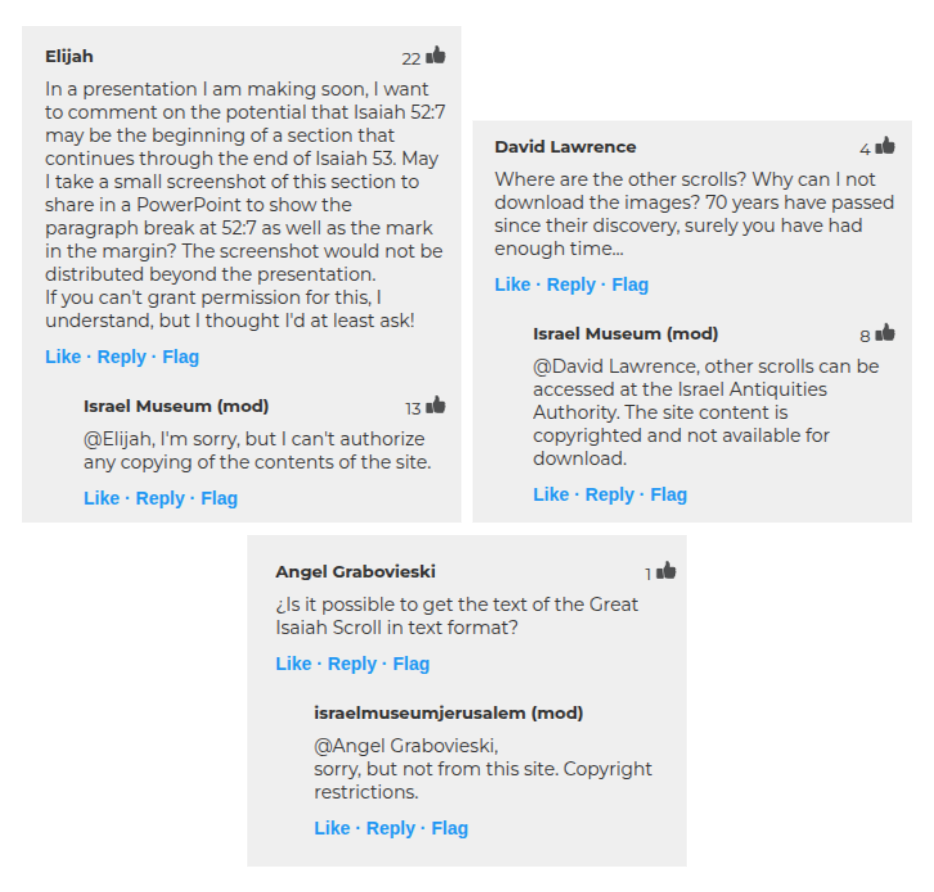 Elijah
22
In a presentation I am making soon, I want
to comment on the potential that Isaiah 52:7
may be the beginning of a section that
continues through the end of Isaiah 53. May
I take a small screenshot of this section to
share in a PowerPoint to show the
paragraph break at 52:7 as well as the mark
in the margin? The screenshot would not be
distributed beyond the presentation.
If you can't grant permission for this, I
understand, but I thought I'd at least ask!
Like · Reply · Flag
Israel Museum (mod)
13
@Elijah, I'm sorry, but I can't authorize
any copying of the contents of the site.
Like · Reply · Flag
David Lawrence
4
Where are the other scrolls? Why can I not
download the images? 70 years have passed
since their discovery, surely you have had
enough time...
Like · Reply · Flag
Israel Museum (mod)
8
@David Lawrence, other scrolls can be
accessed at the Israel Antiquities
Authority. The site content is
copyrighted and not available for
download.
Like · Reply · Flag
Angel Grabovieski
1
¿Is it possible to get the text of the Great
Isaiah Scroll in text format?
Like · Reply · Flag
israelmuseumjerusalem (mod)
@Angel Grabovieski,
sorry, but not from this site. Copyright
restrictions.
Like · Reply · Flag